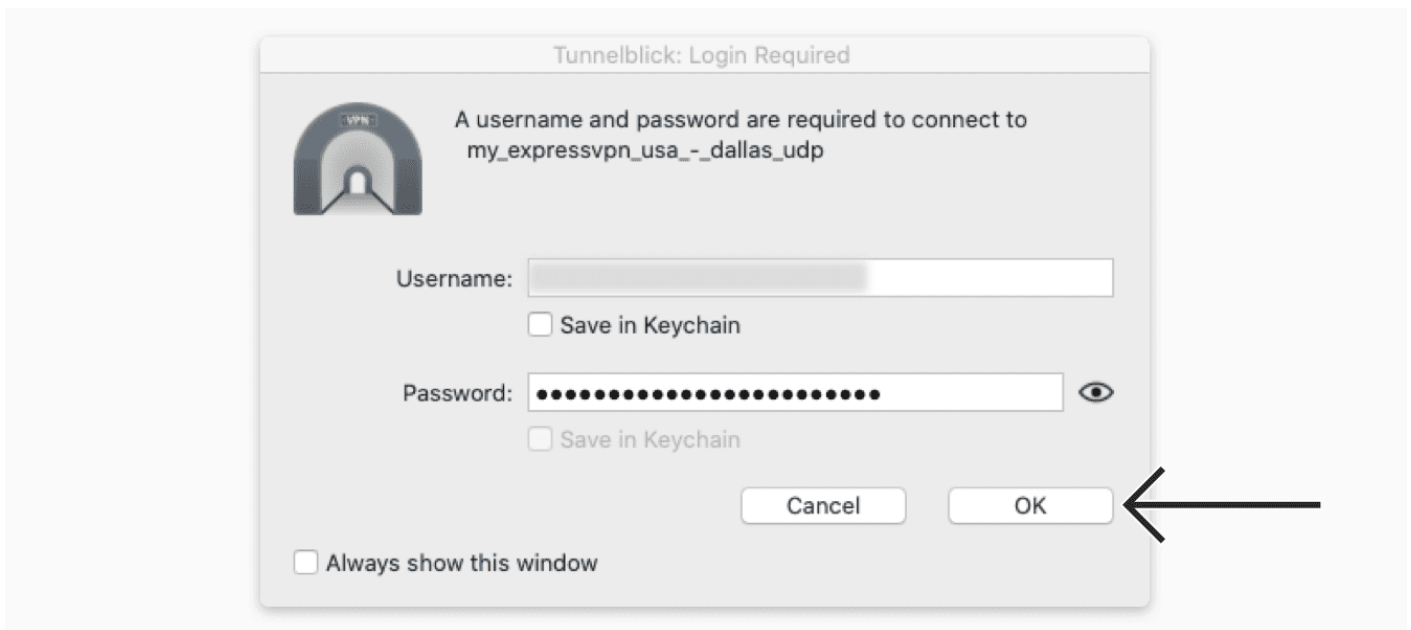 Tunnelblick: Login Required
VPN
A username and password are required to connect to
my_expressvpn_usa_-_dallas_udp
Username:
Save in Keychain
Password: ••••••••••••••••••••••••
Save in Keychain
Cancel OK
Always show this window